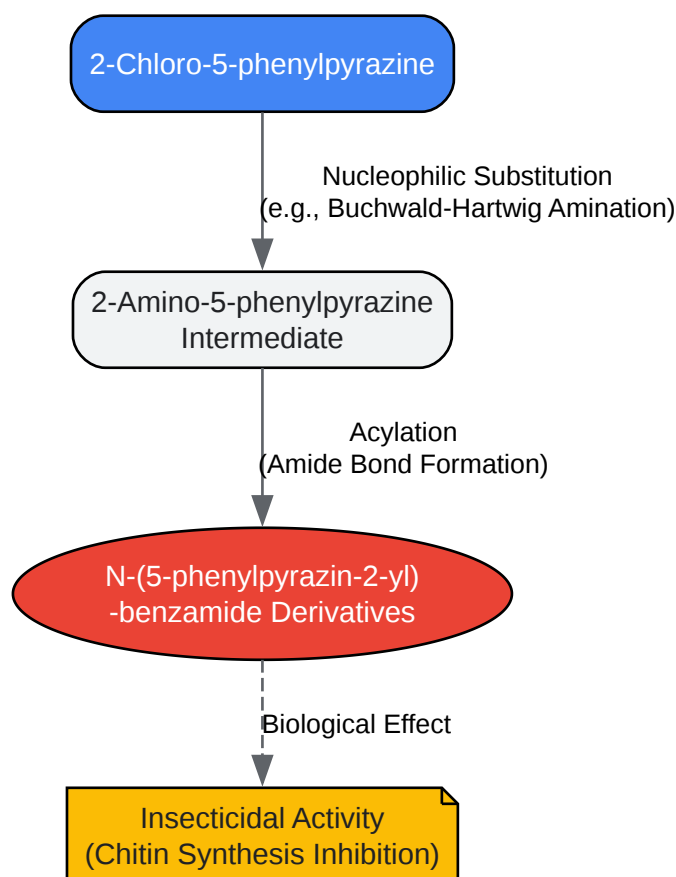 2-Chloro-5-phenylpyrazine
Nucleophilic Substitution
(e.g., Buchwald-Hartwig Amination)
2-Amino-5-phenylpyrazine
Intermediate
Acylation
(Amide Bond Formation)
N-(5-phenylpyrazin-2-yl)
-benzamide Derivatives
Biological Effect
Insecticidal Activity
(Chitin Synthesis Inhibition)